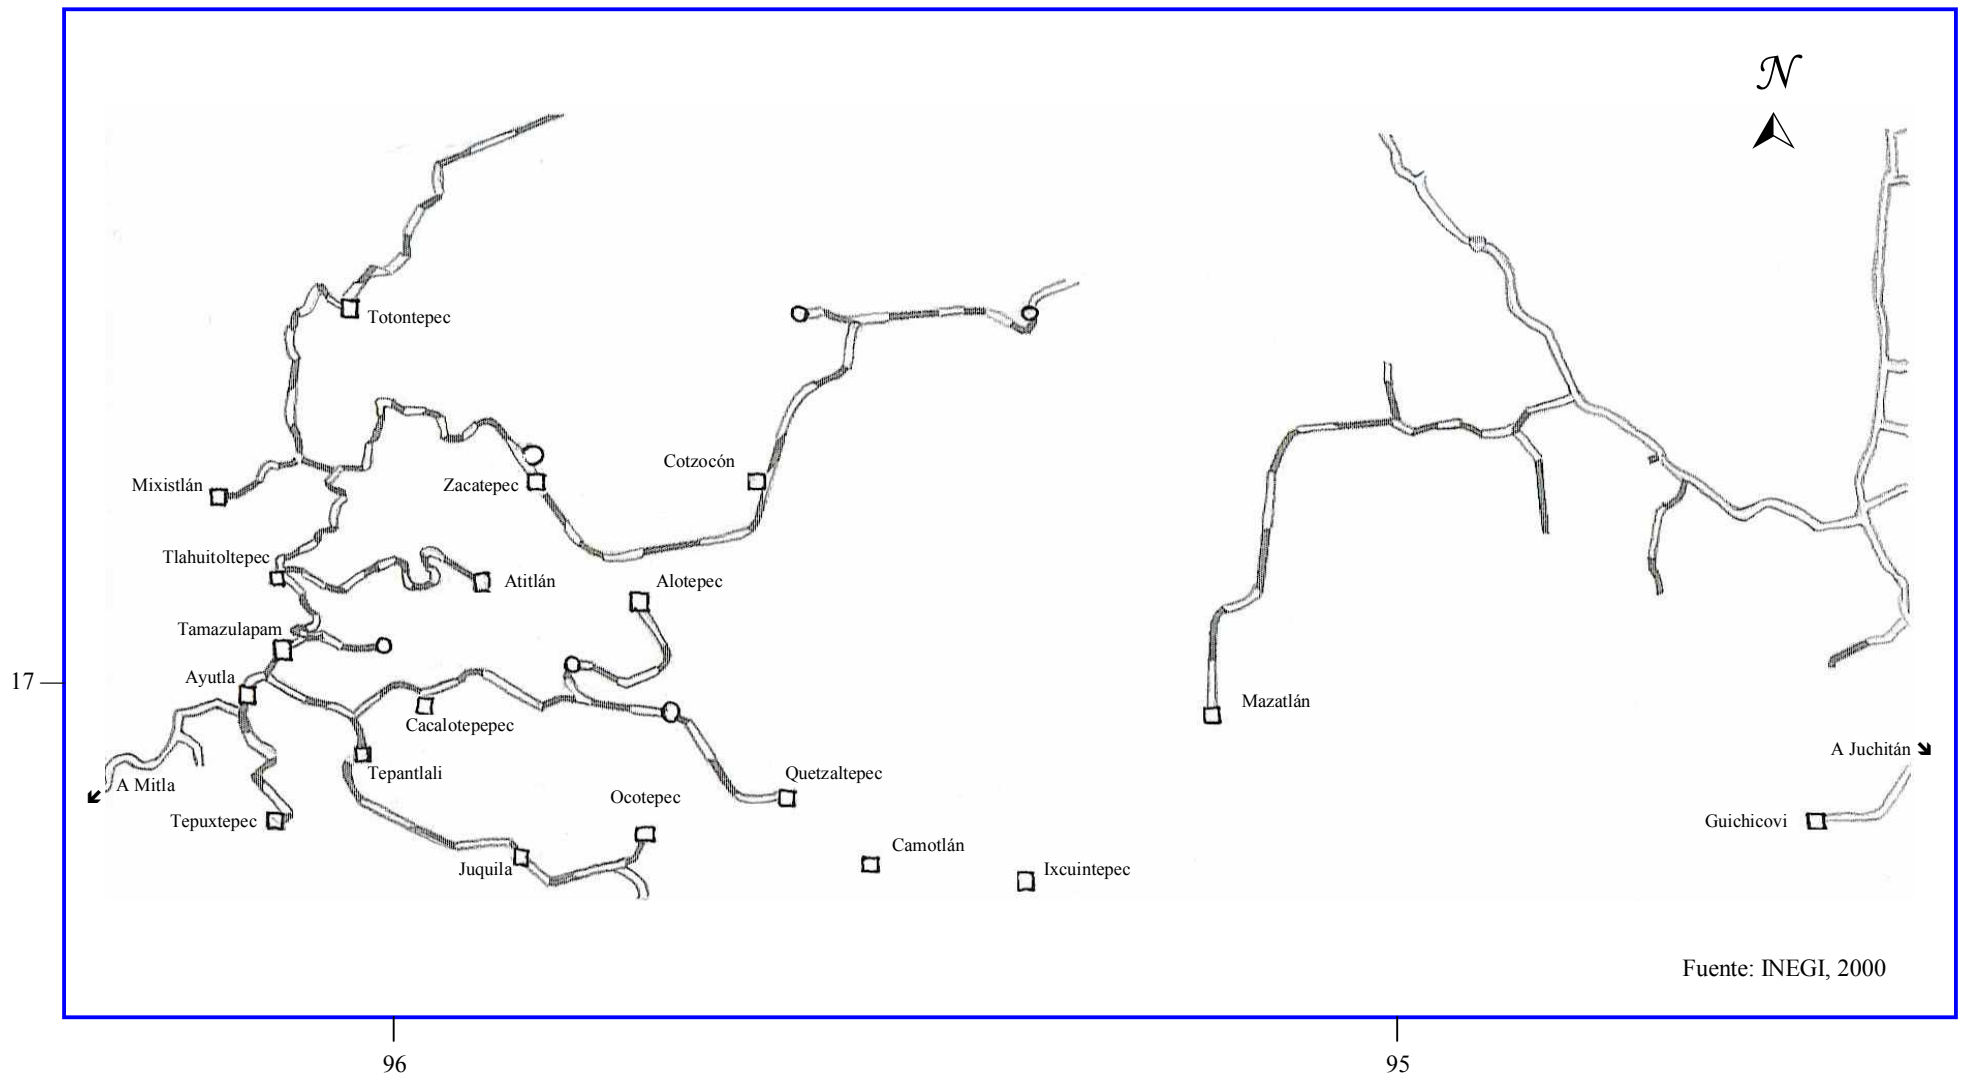 N
Totontepec
Cotzocón
Mixistlán
Zacatepec
Tlahuitoltepec
Atitlán
Alotepec
Tamazulapam
Ayutla
17
Mazatlán
Cacalotepepec
A Juchitán
Tepantlali
Quetzaltepec
A Mitla
Ocotepec
Tepuxtepec
Guichicovi
Camotlán
Juquila
Ixcuintepec
Fuente: INEGI, 2000
96
95